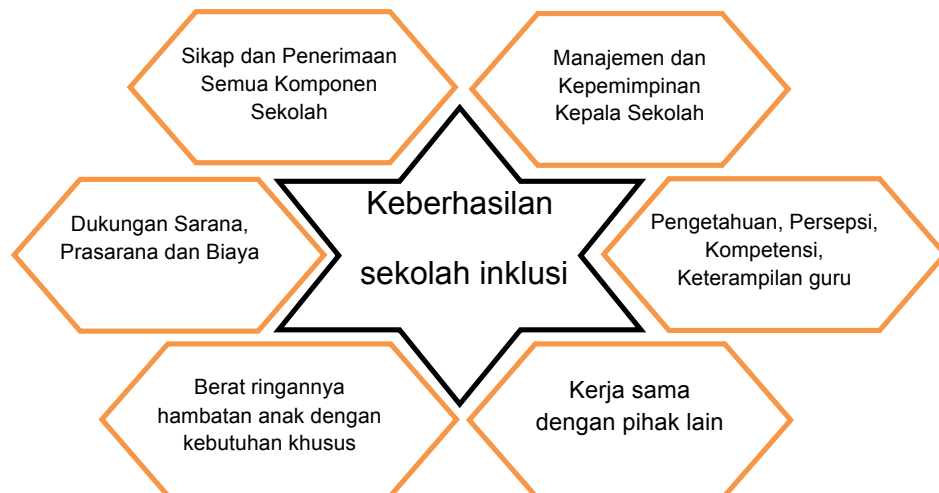 Sikap dan Penerimaan
Semua Komponen
Sekolah
Manajemen dan
Kepemimpinan
Kepala Sekolah
Dukungan Sarana,
Prasarana dan Biaya
Keberhasilan
sekolah inklusi
Pengetahuan, Persepsi,
Kompetensi,
Keterampilan guru
Berat ringannya
hambatan anak dengan
kebutuhan khusus
Kerja sama
dengan pihak lain